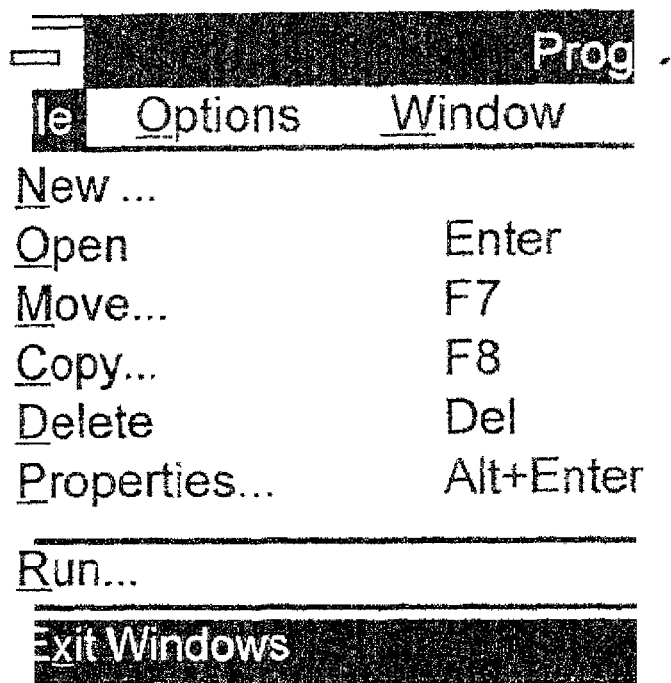 Prog
le Options Window
New ...
Open Enter
Move... F7
Copy... F8
Delete Del
Properties... Alt+Enter
Run...
Exit Windows